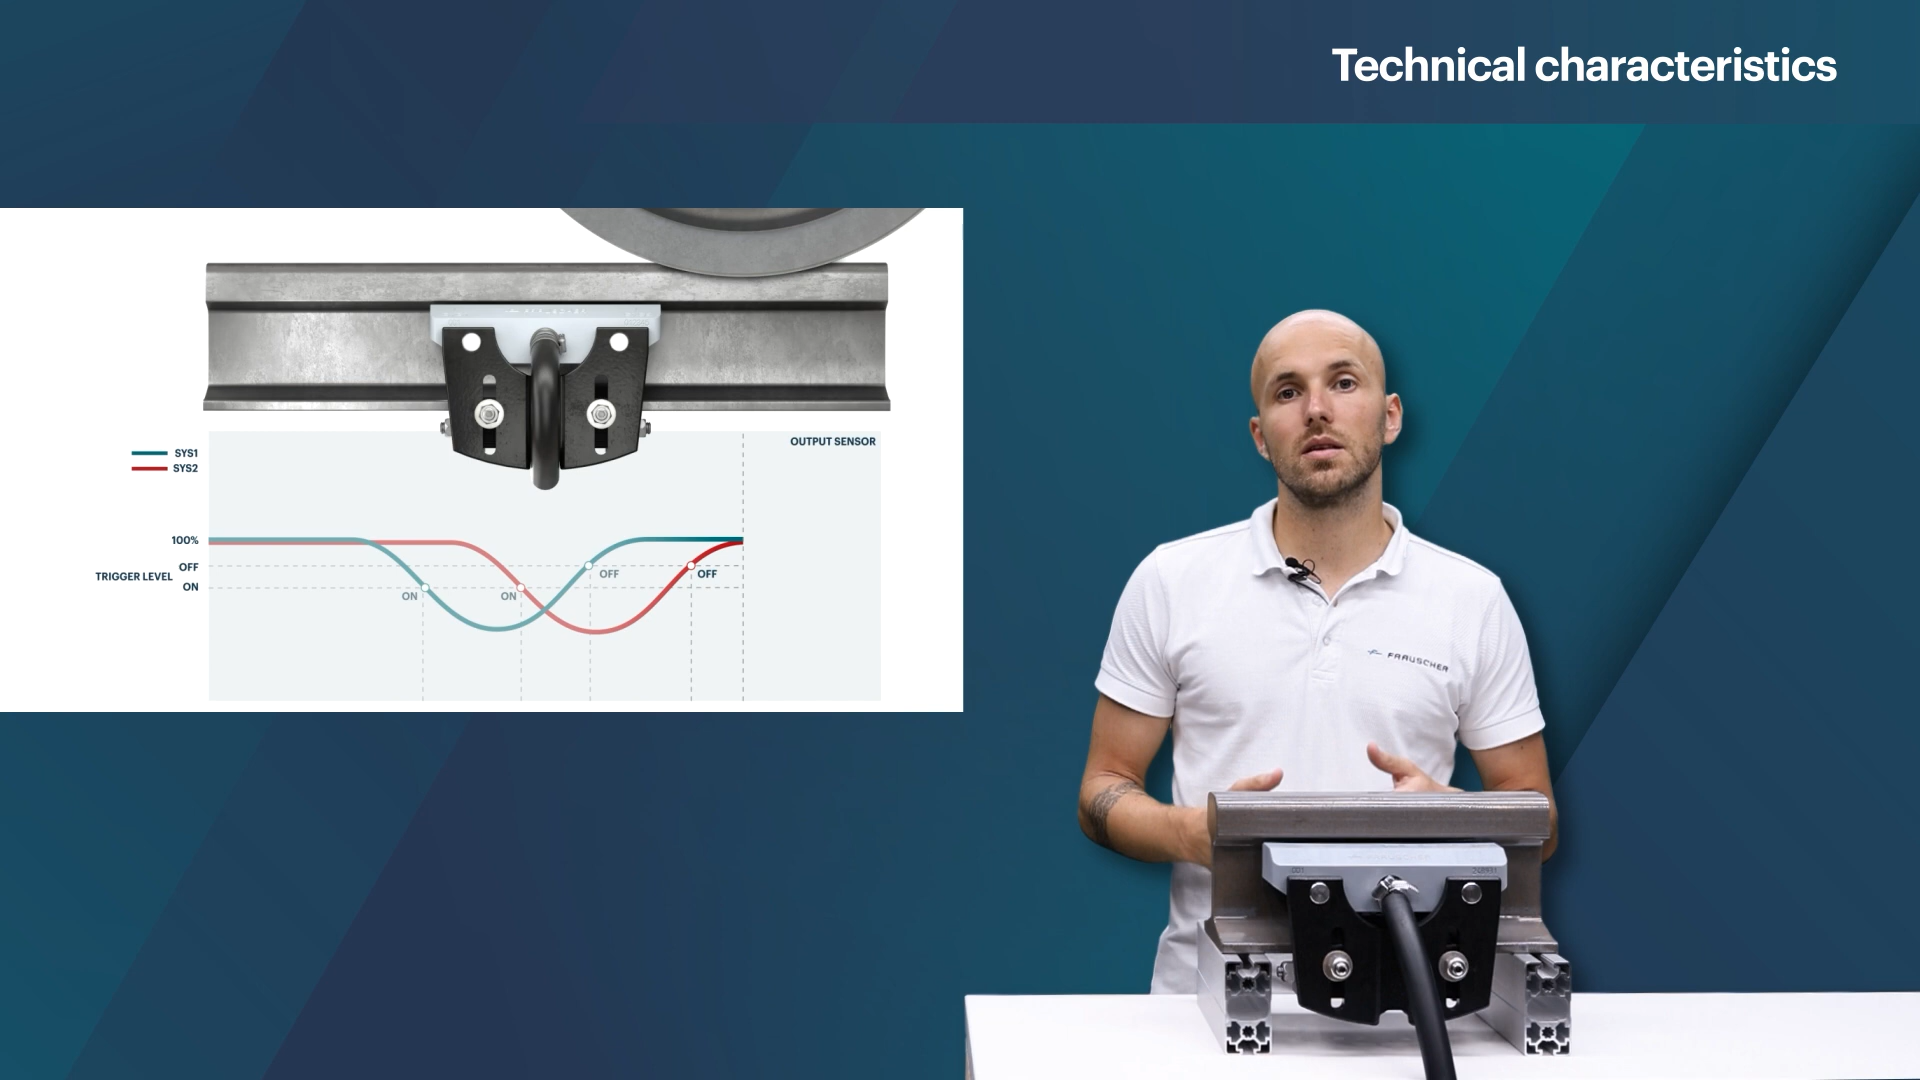 Technical characteristics
OUTPUT SENSOR
SYS1
SYS2
100%
OFF
TRIGGER LEVEL
ON
OFF
OFF
ON
ON
FRAUSCHER